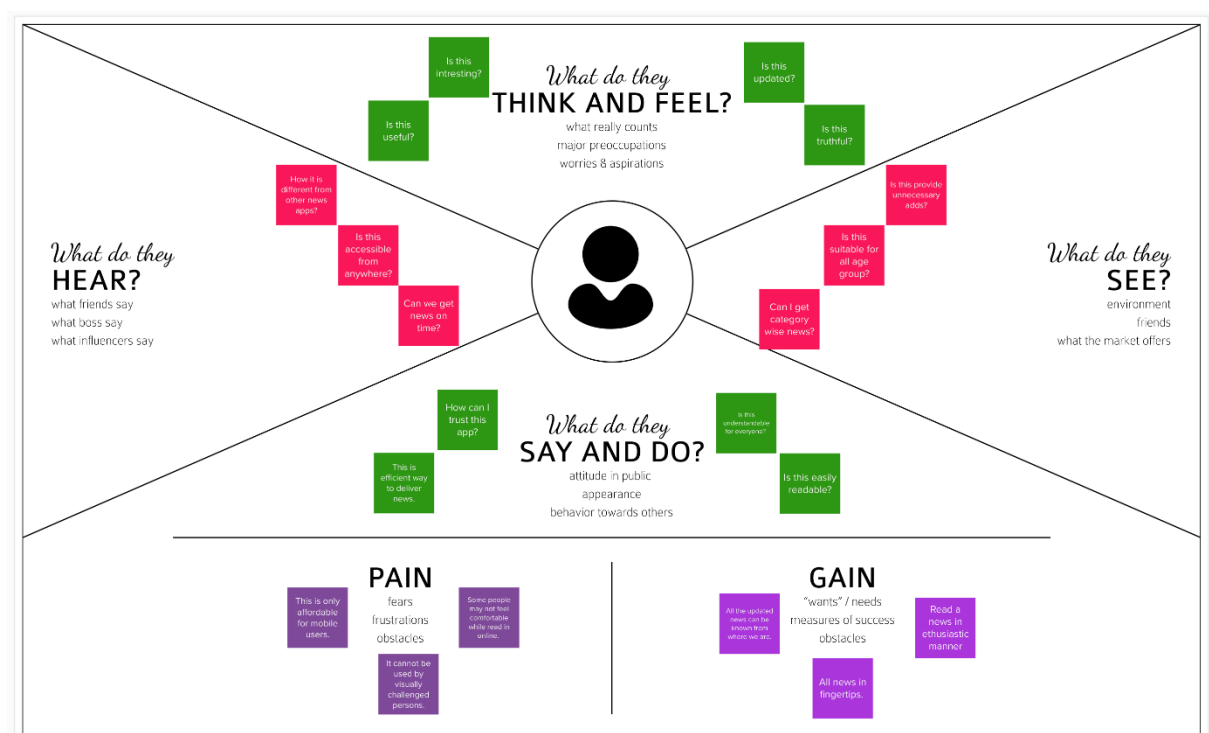 What do they
THINK AND FEEL?
what really counts
major preoccupations
worries & aspirations
Is this
intresting?
Is this
useful?
Is this
updated?
Is this
truthful?
What do they
HEAR?
what friends say
what boss say
what influencers say
How it is
different from
other news
apps?
Is this
accessible
from
anywhere?
Can we get
news on
time?
What do they
SEE?
environment
friends
what the market offers
Is this provide
unnecessary
adds?
Is this
suitable for
all age
group?
Can I get
category
wise news?
What do they
SAY AND DO?
attitude in public
appearance
behavior towards others
How can I
trust this
app?
This is
efficient way
to deliver
news.
Is this
understandable
for everyone?
Is this easily
readable?
PAIN
fears
frustrations
obstacles
This is only
affordable
for mobile
users.
Some people
may not feel
comfortable
while read in
online.
It cannot be
used by
visually
challenged
persons.
GAIN
“wants” / needs
measures of success
obstacles
All the updated
news can be
known from
where we are.
Read a
news in
ethusiastic
manner
All news in
fingertips.